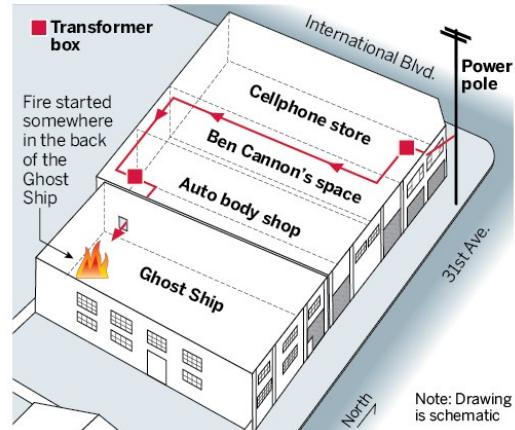 Transformer
box
International Blvd.
Power
pole
Fire started
somewhere
in the back
of the
Ghost
Ship
Cellphone store
Ben Cannon's space
Auto body shop
Ghost Ship
31st Ave.
North
Note: Drawing
is schematic